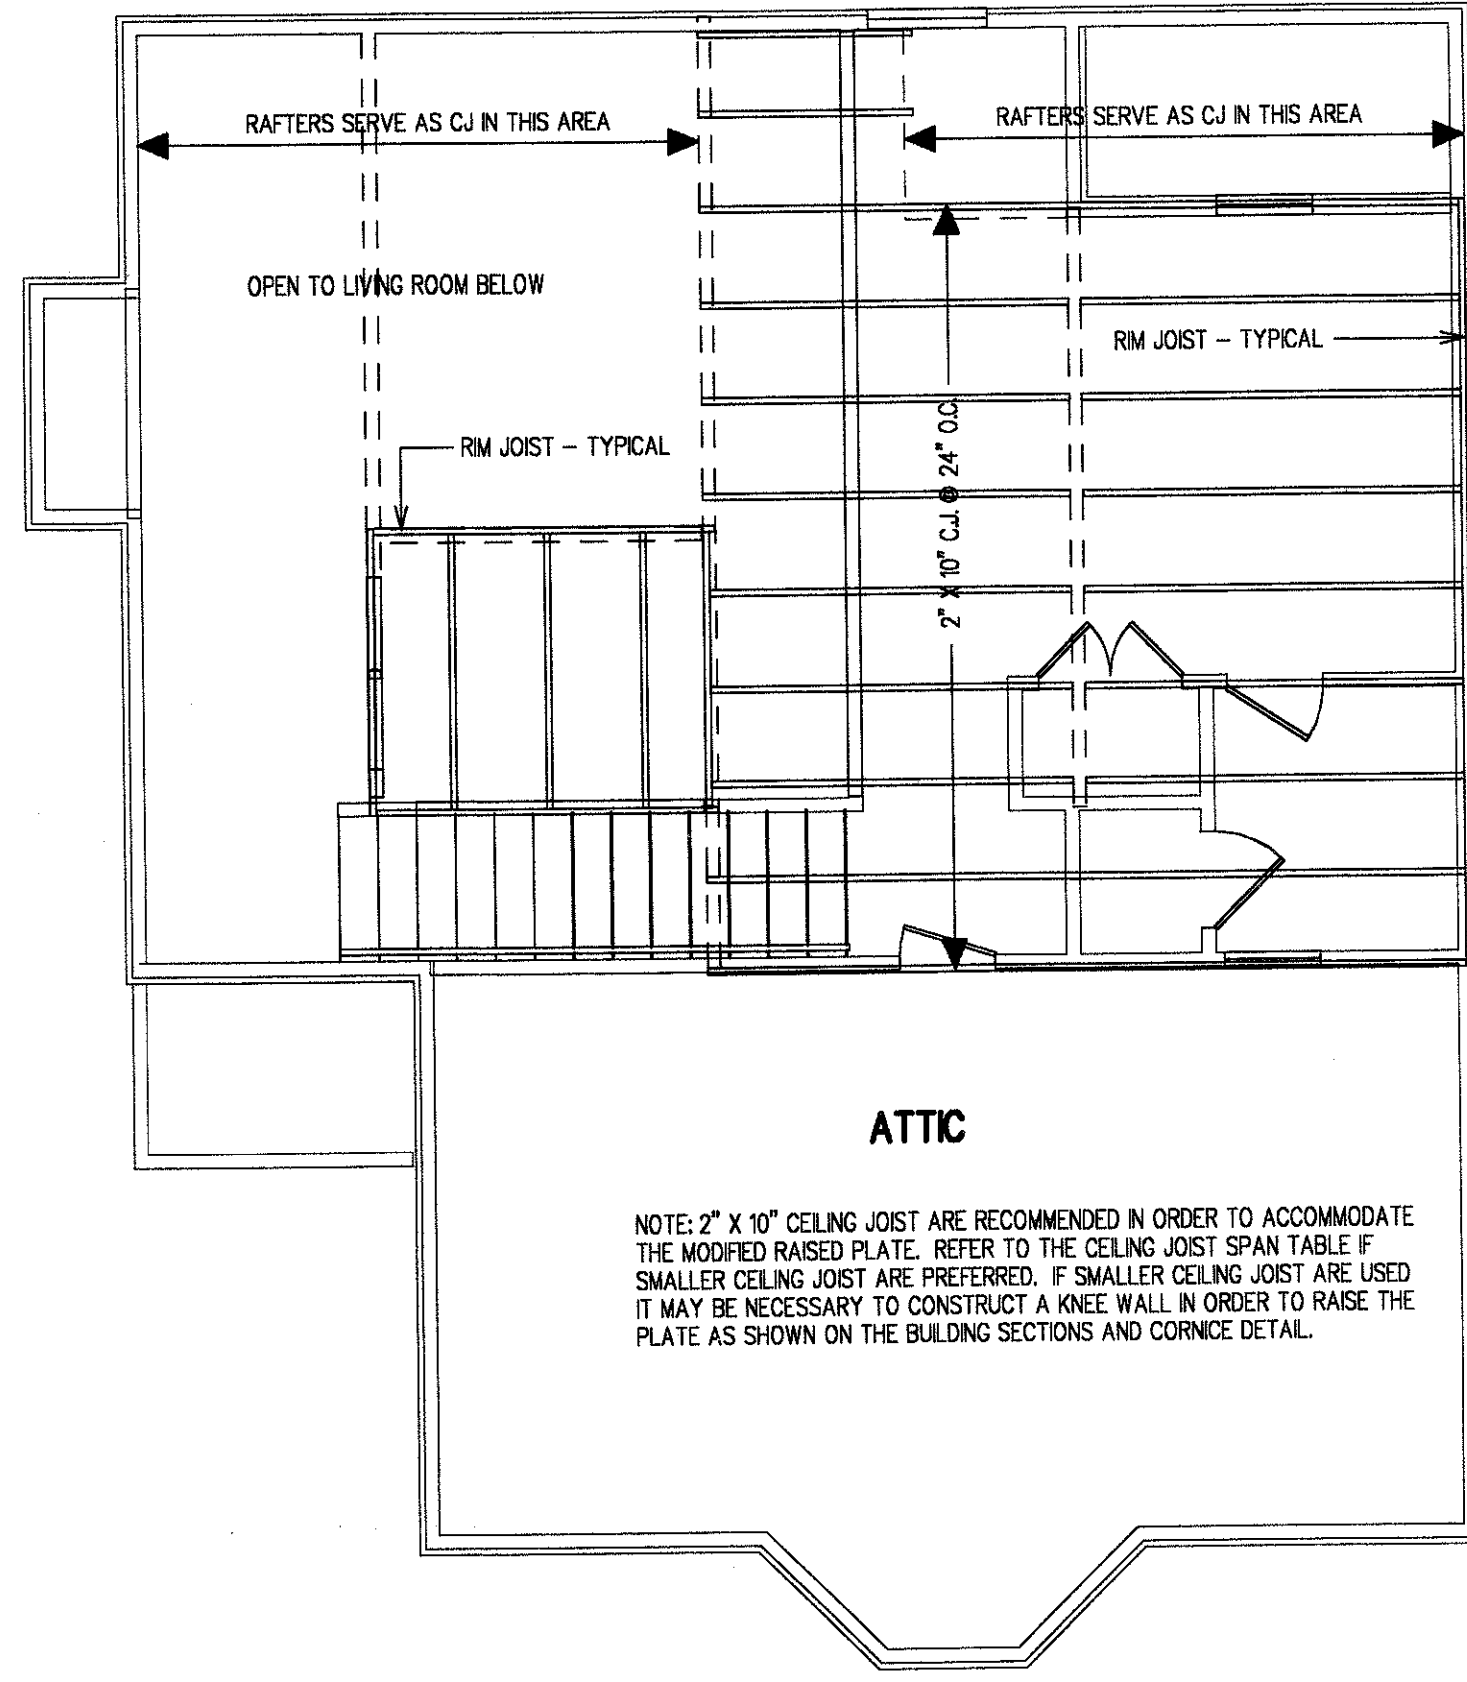 RAFTERS SERVE AS CJ IN THIS AREA
RAFTERS SERVE AS CJ IN THIS AREA
OPEN TO LIVING ROOM BELOW
RIM JOIST – TYPICAL
RIM JOIST – TYPICAL
2" X 10" C.J. @ 24" O.C.
ATTIC
NOTE: 2" X 10" CEILING JOIST ARE RECOMMENDED IN ORDER TO ACCOMMODATE
THE MODIFIED RAISED PLATE. REFER TO THE CEILING JOIST SPAN TABLE IF
SMALLER CEILING JOIST ARE PREFERRED. IF SMALLER CEILING JOIST ARE USED
IT MAY BE NECESSARY TO CONSTRUCT A KNEE WALL IN ORDER TO RAISE THE
PLATE AS SHOWN ON THE BUILDING SECTIONS AND CORNICE DETAIL.